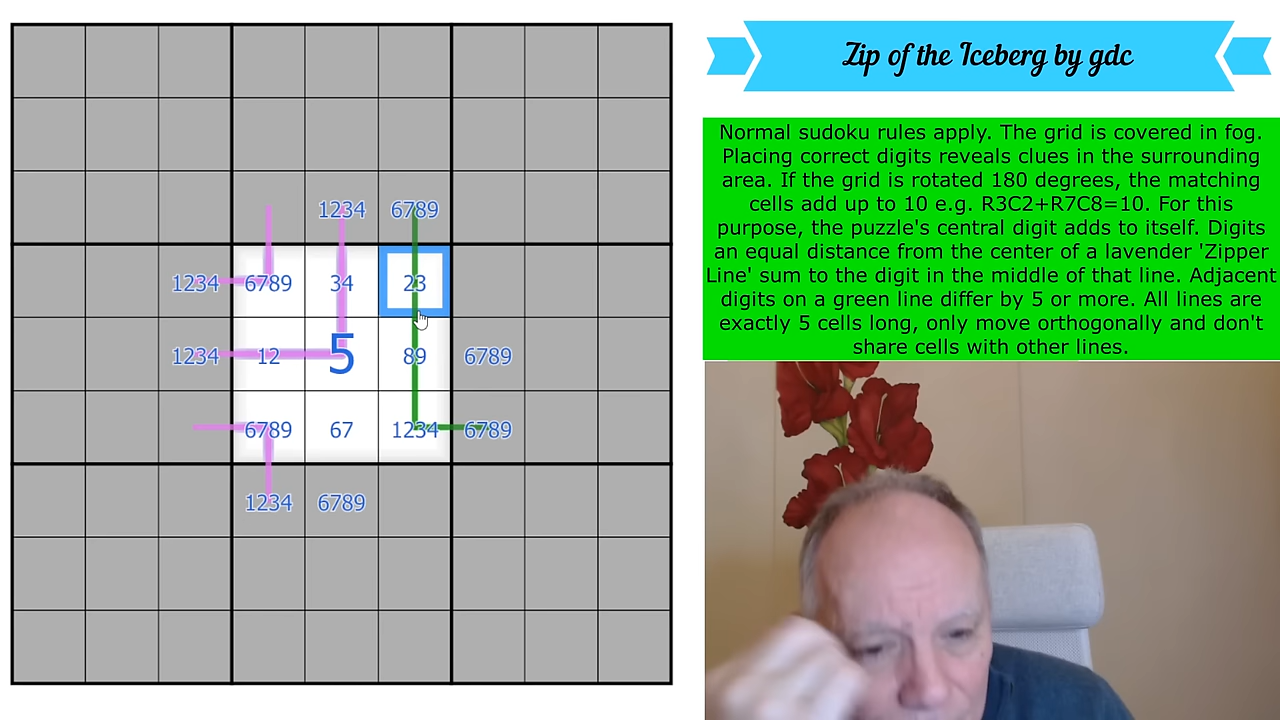 Zip of the Iceberg by gdc
Normal sudoku rules apply. The grid is covered in fog.
Placing correct digits reveals clues in the surrounding
area. If the grid is rotated 180 degrees, the matching
cells add up to 10 e.g. R3C2+R7C8=10. For this
purpose, the puzzle's central digit adds to itself. Digits
an equal distance from the center of a lavender 'Zipper
Line' sum to the digit in the middle of that line. Adjacent
digits on a green line differ by 5 or more. All lines are
exactly 5 cells long, only move orthogonally and don't
share cells with other lines.
1234 6789
1234 6789 34 23
1234 12 5 89 6789
6789 67 1234 6789
1234 6789